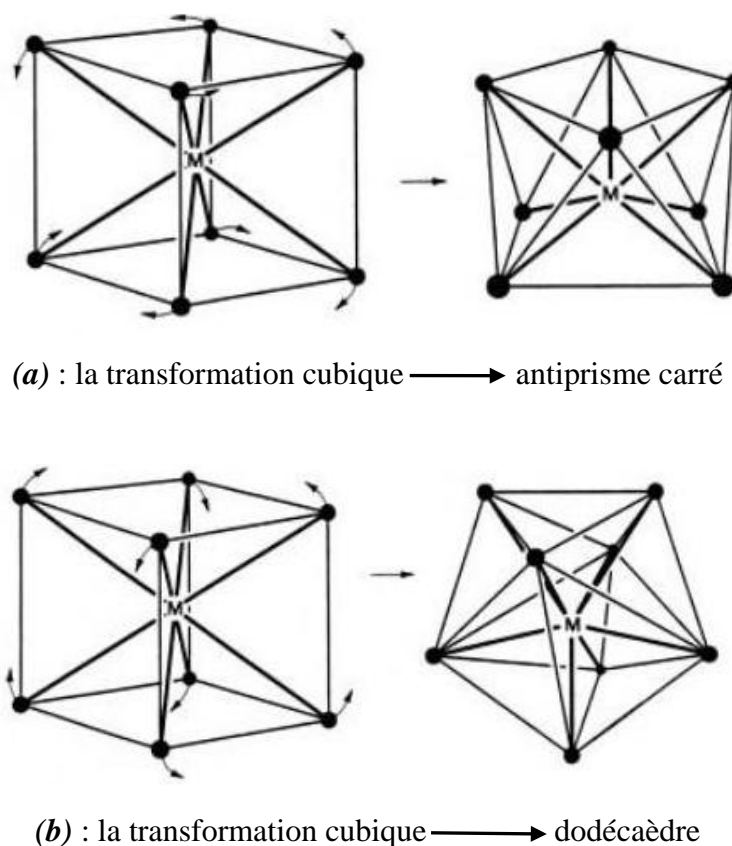 M
M
(a) : la transformation cubique ⟶ antiprisme carré
M
M
(b) : la transformation cubique ⟶ dodécaèdre